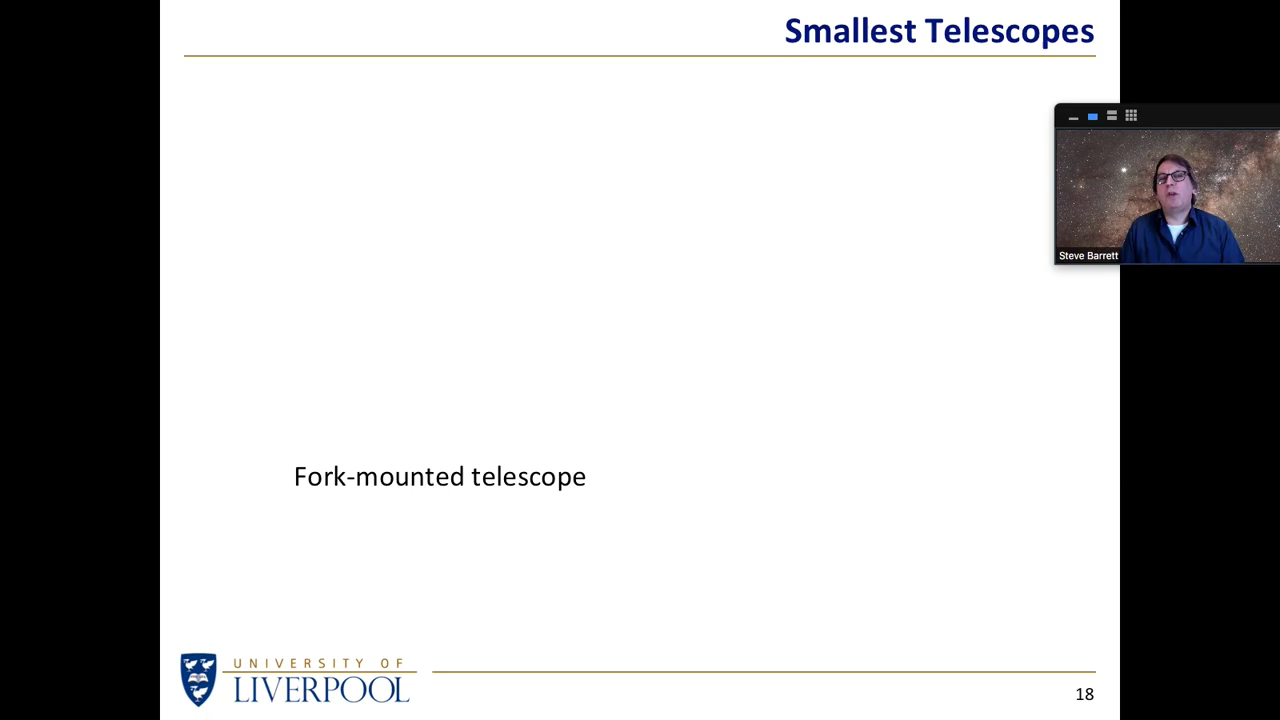 Smallest Telescopes
Steve Barrett
Fork-mounted telescope
UNIVERSITY OF
LIVERPOOL
18